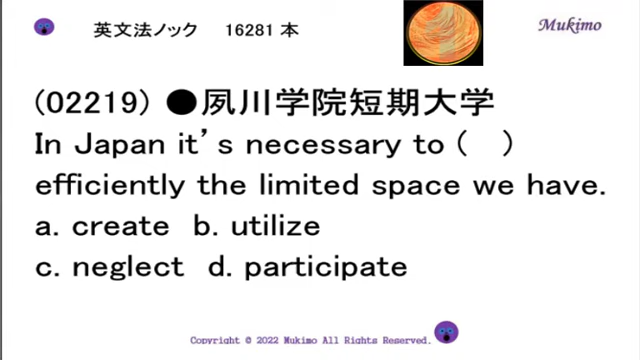 英文法ノック 16281 本
Mukimo
(02219) ●夙川学院短期大学
In Japan it's necessary to ( )
efficiently the limited space we have.
a. create b. utilize
c. neglect d. participate
Copyright @ 2022 Mukimo All Rights Reserved.